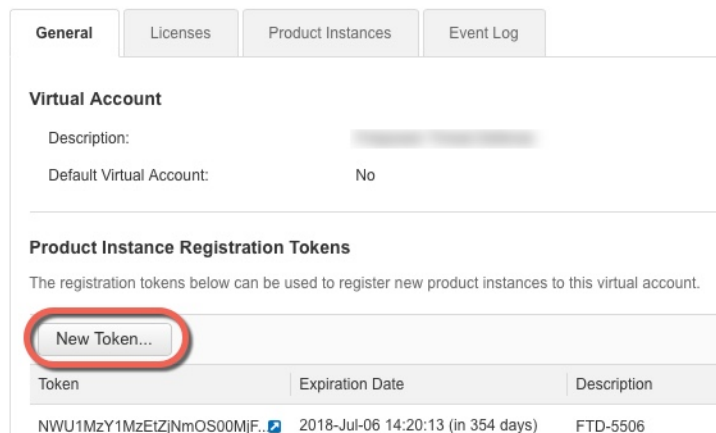 General Licenses Product Instances Event Log
Virtual Account
Description:
Default Virtual Account: No
Product Instance Registration Tokens
The registration tokens below can be used to register new product instances to this virtual account.
New Token...
Token Expiration Date Description
NWU1MzY1MzEtZjNmOS00MjF.. 2018-Jul-06 14:20:13 (in 354 days) FTD-5506